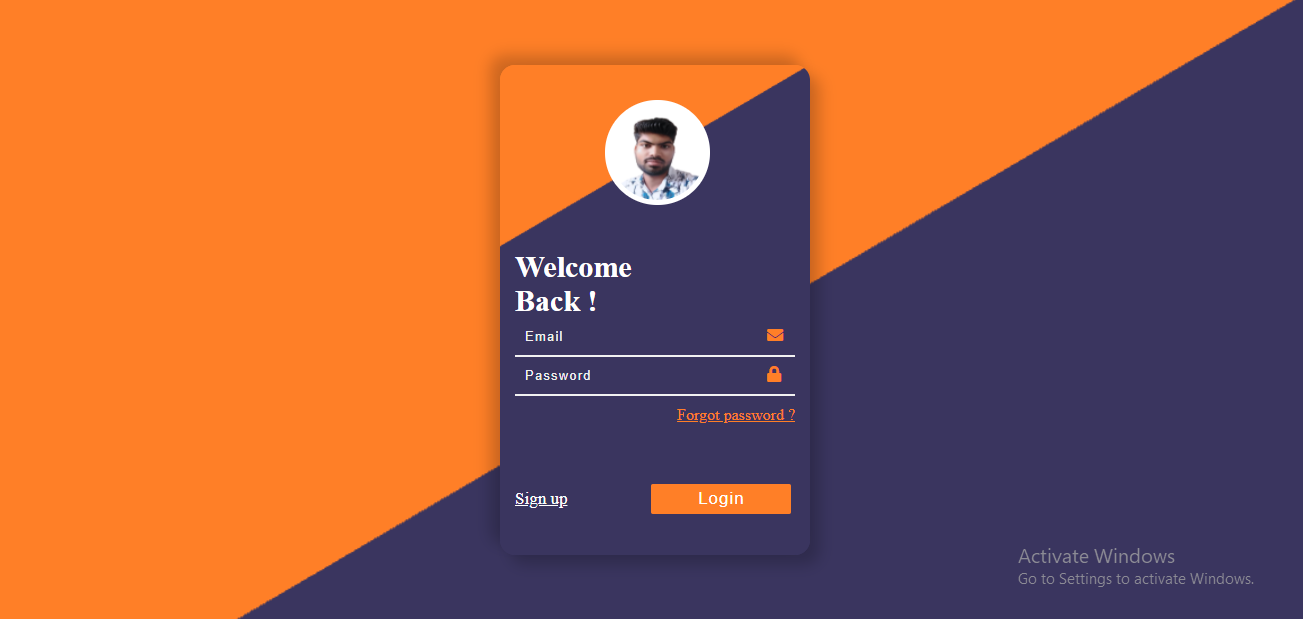 Welcome
Back !
Email
Password
Forgot password ?
Sign up
Login
Activate Windows
Go to Settings to activate Windows.